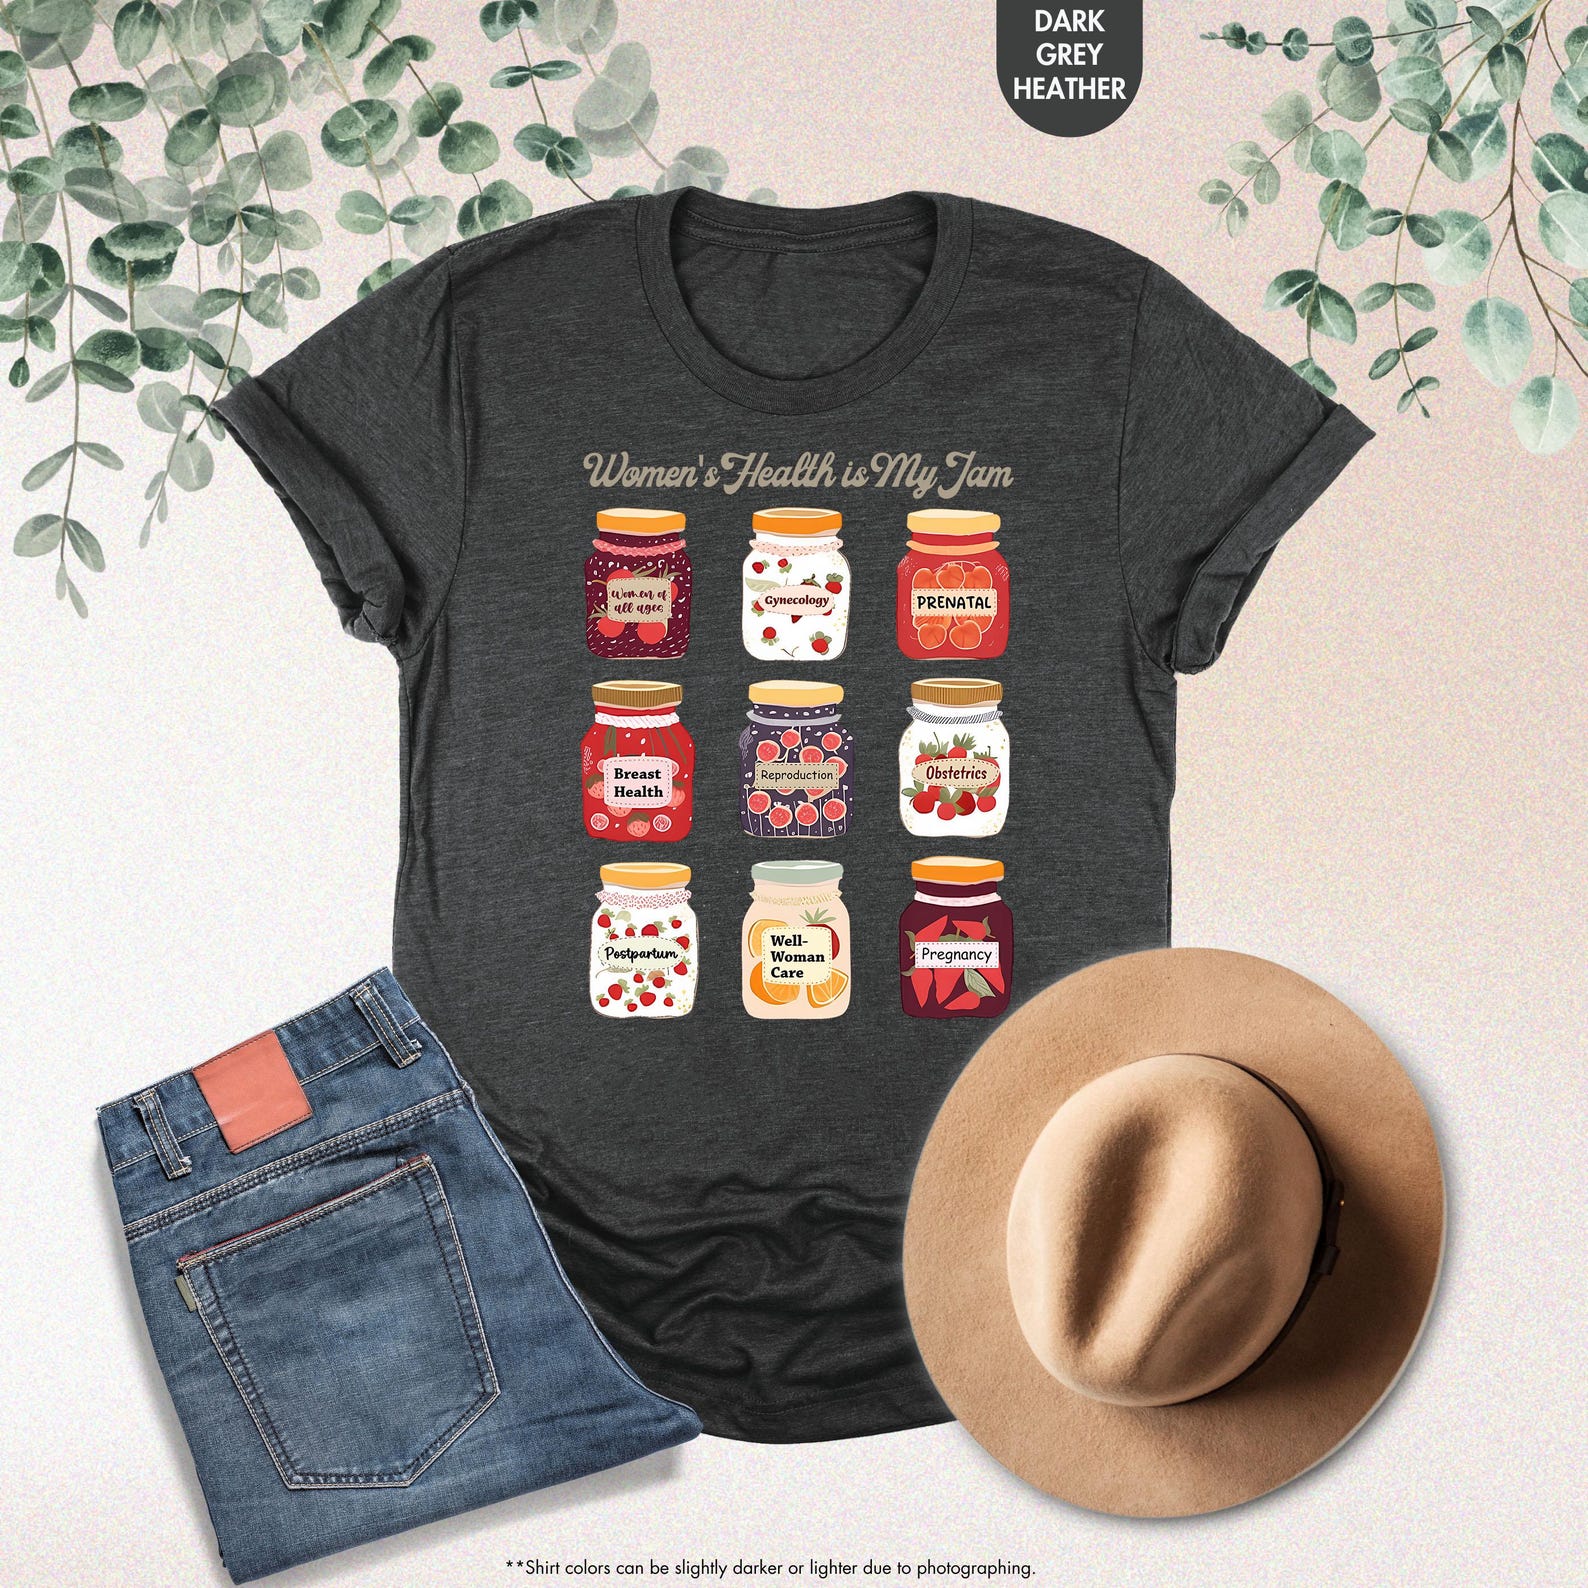 DARK
GREY
HEATHER
Women's Health is My Jam
Women of
all ages
Gynecology
PRENATAL
Breast
Health
Reproduction
Obstetrics
Postpartum
Well-
Woman
Care
Pregnancy
**Shirt colors can be slightly darker or lighter due to photographing.